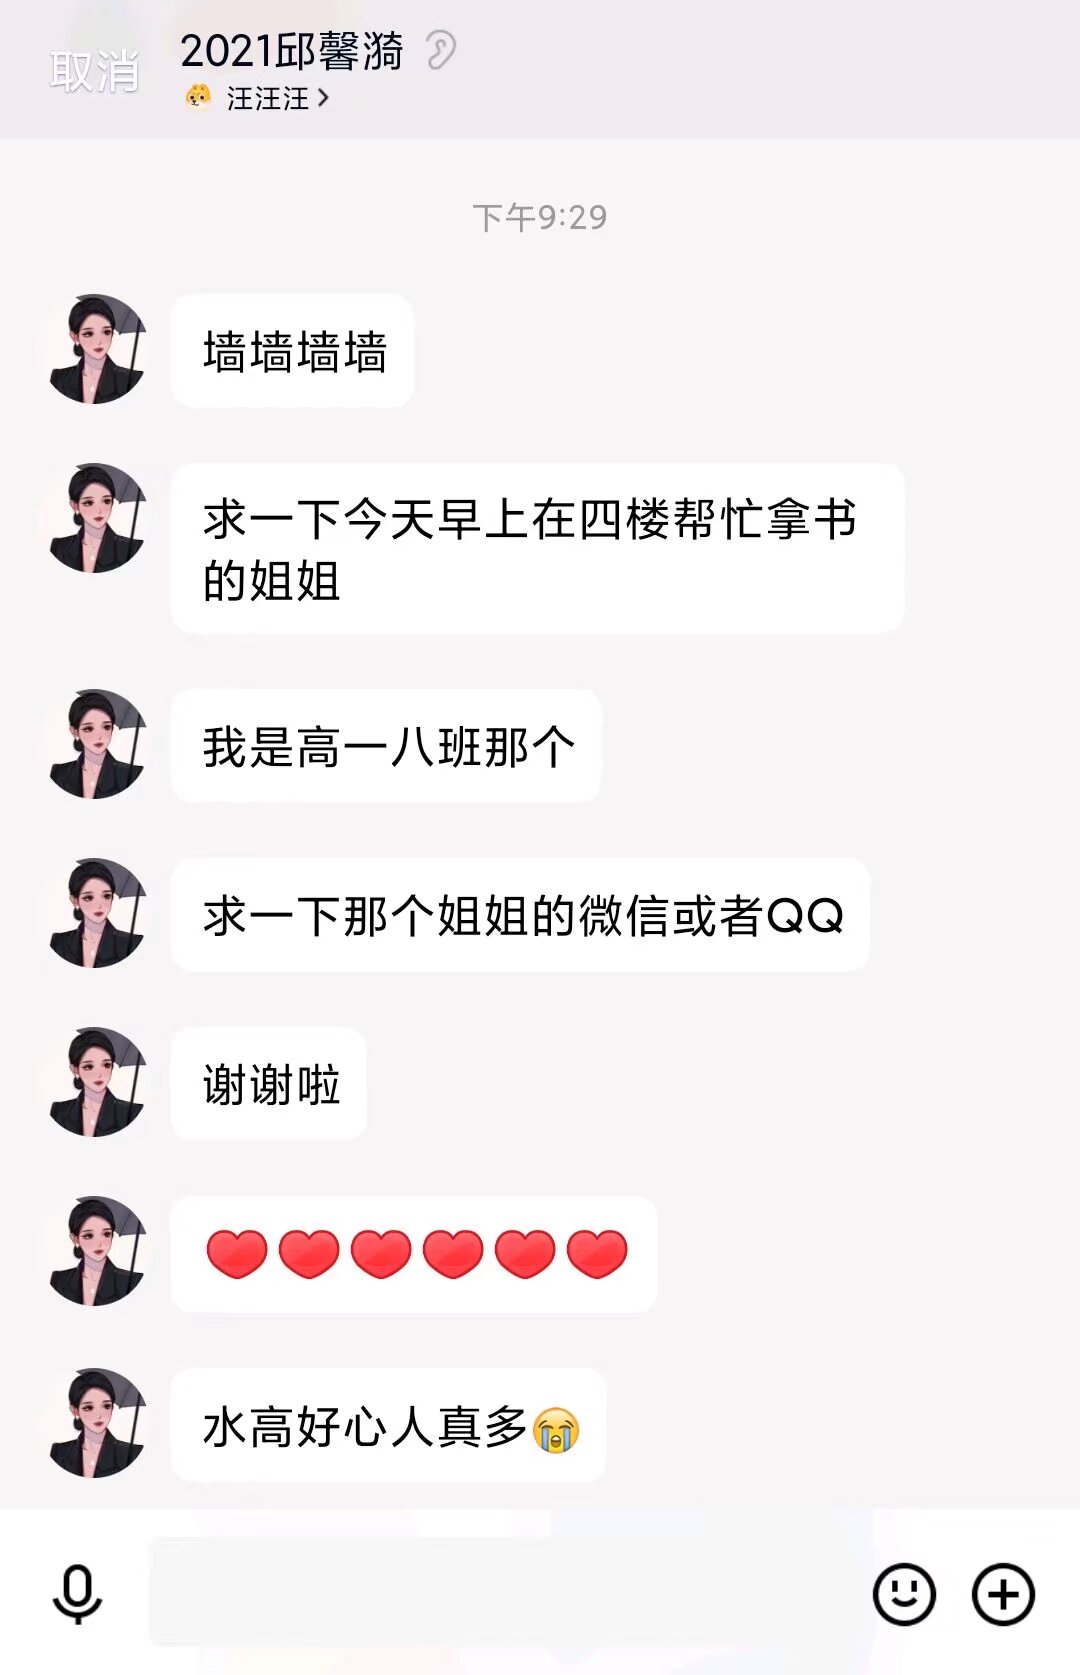 取消
2021邱馨漪
汪汪汪
下午9:29
墙墙墙墙
求一下今天早上在四楼帮忙拿书
的姐姐
我是高一八班那个
求一下那个姐姐的微信或者QQ
谢谢啦
❤❤❤❤❤❤
水高好心人真多😭